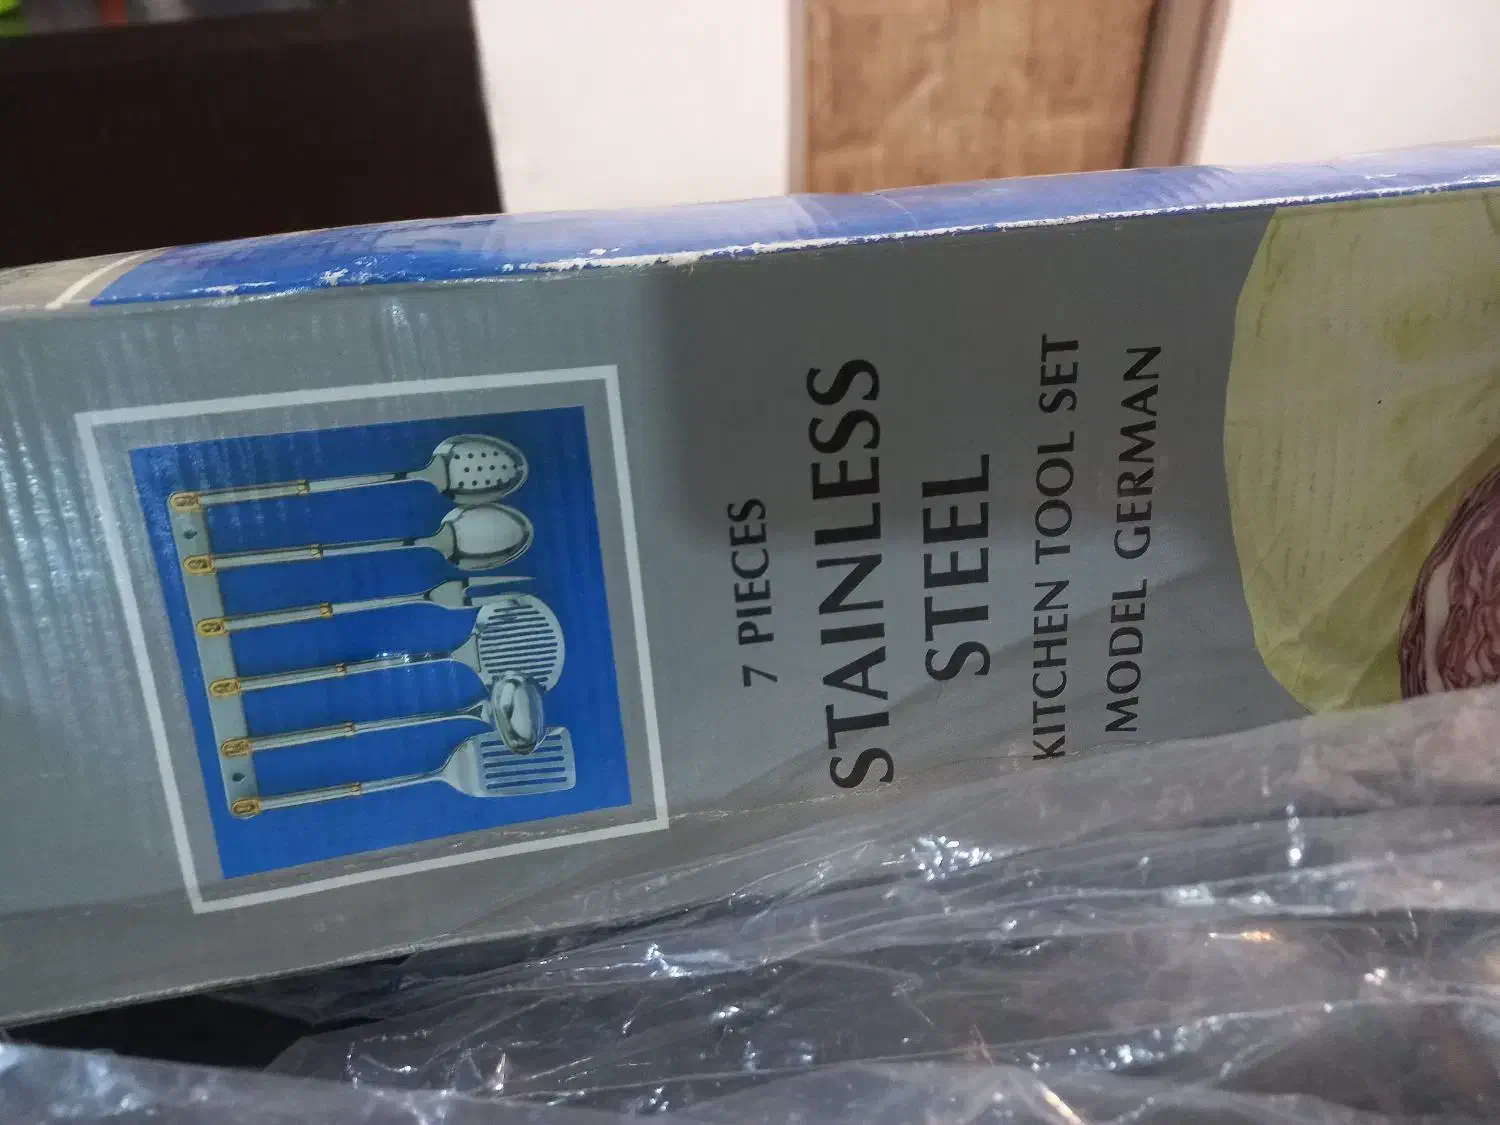 7 PIECES
STAINLESS
STEEL
KITCHEN TOOL SET
MODEL GERMAN